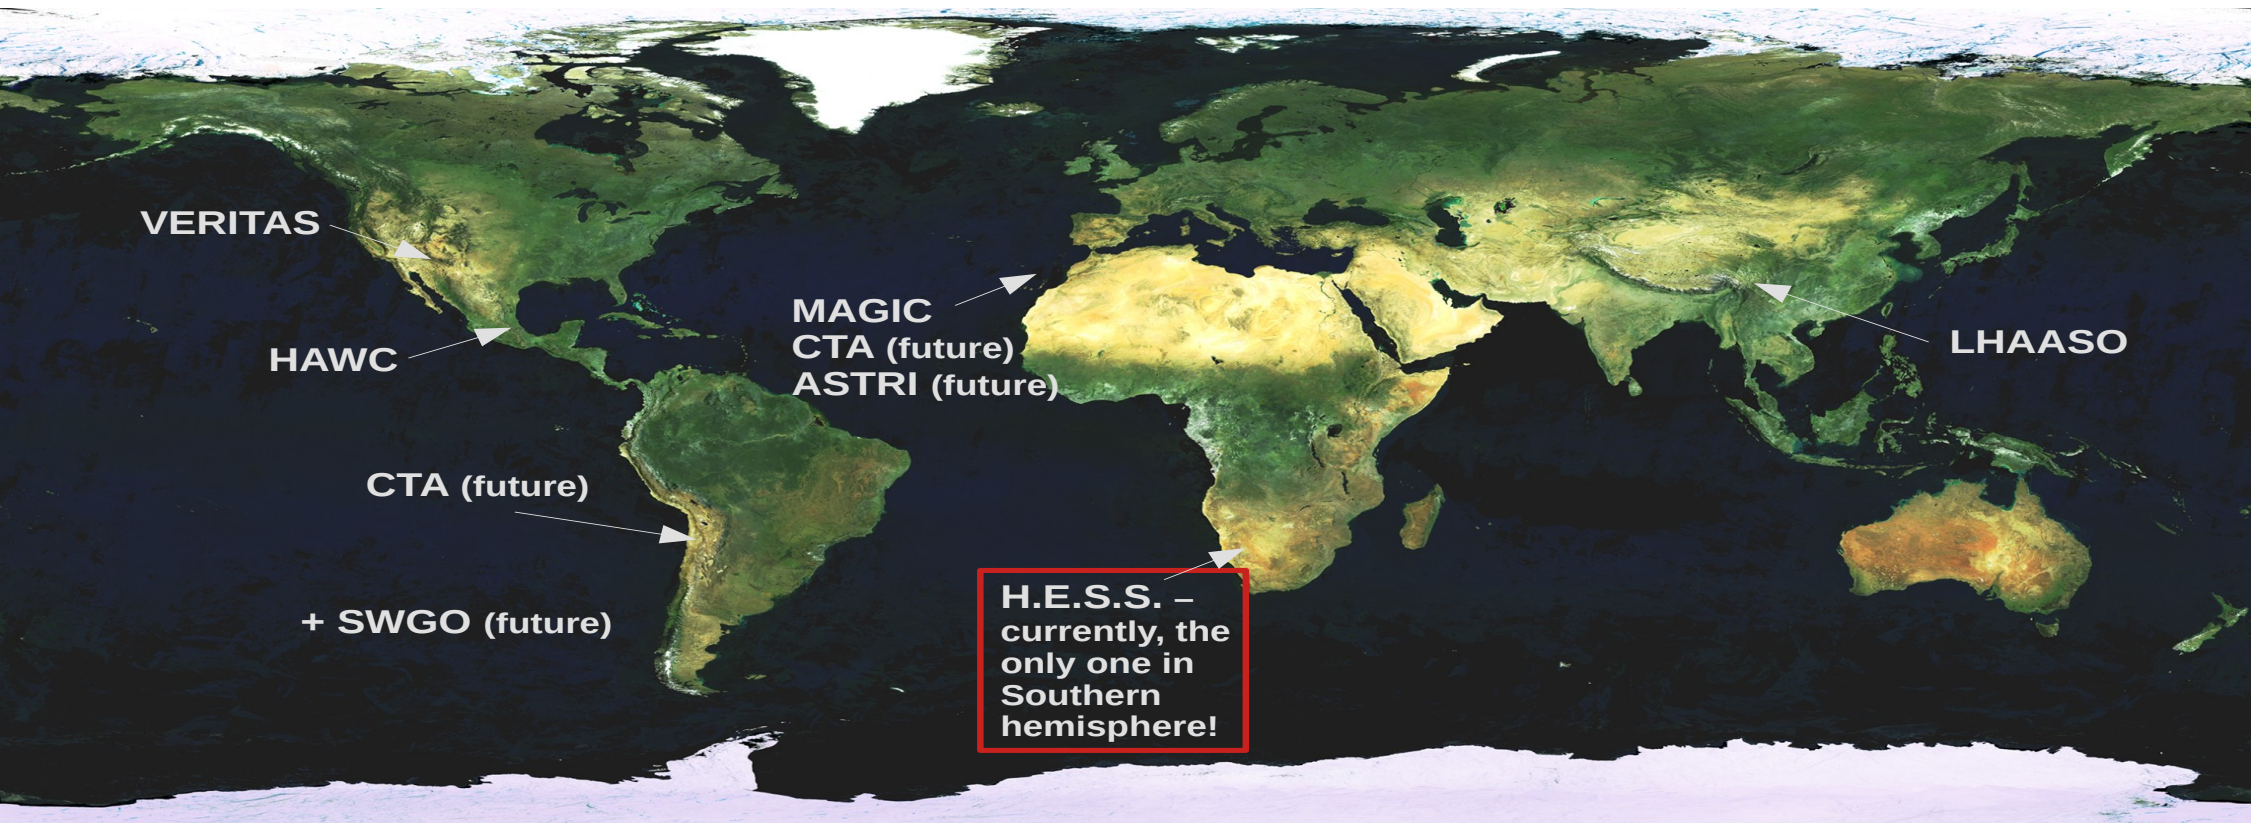 VERITAS
HAWC
MAGIC
CTA (future)
ASTRI (future)
LHAASO
CTA (future)
+ SWGO (future)
H.E.S.S. –
currently, the
only one in
Southern
hemisphere!